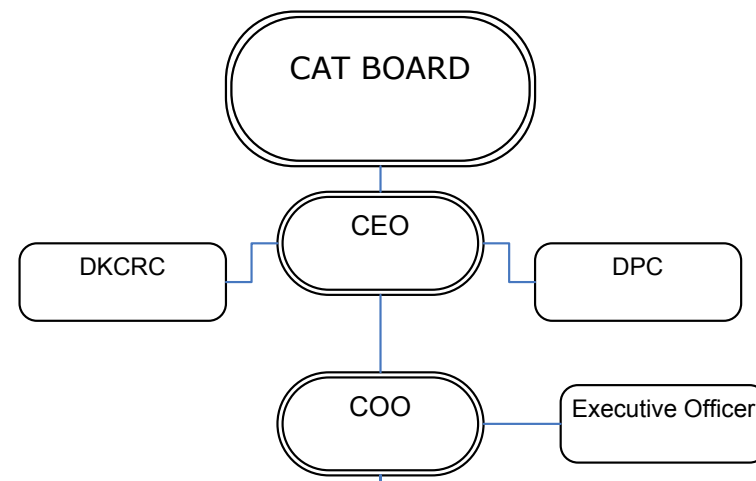 CAT BOARD
CEO
DKCRC
DPC
COO
Executive Officer